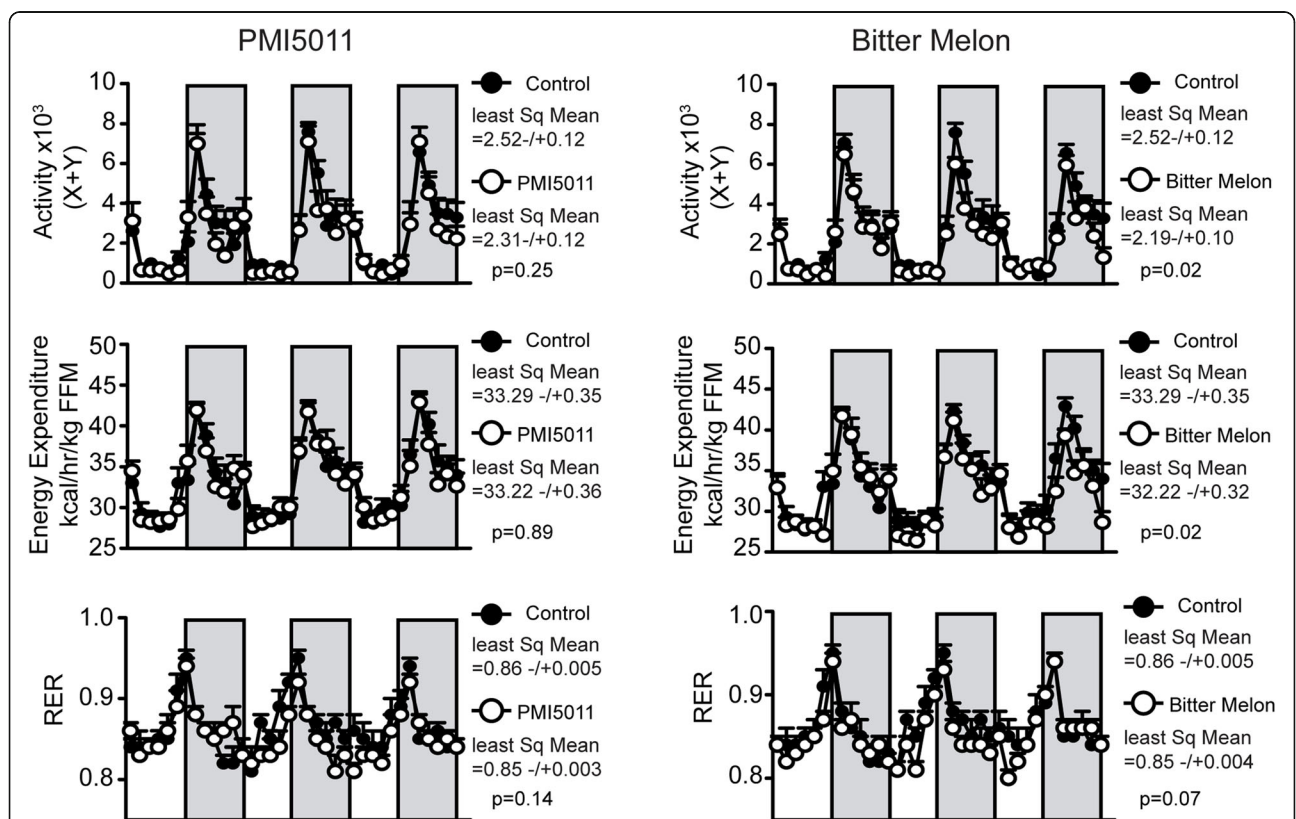 PMI5011
Activity x10³
(X+Y)
10
8
6
4
2
0
Control
least Sq Mean
=2.52-/+0.12
PMI5011
least Sq Mean
=2.31-/+0.12
p=0.25
Bitter Melon
Activity x10³
(X+Y)
10
8
6
4
2
0
Control
least Sq Mean
=2.52-/+0.12
Bitter Melon
least Sq Mean
=2.19-/+0.10
p=0.02
Energy Expenditure
kcal/hr/kg FFM
50
45
40
35
30
25
Control
least Sq Mean
=33.29 -/+0.35
PMI5011
least Sq Mean
=33.22 -/+0.36
p=0.89
Energy Expenditure
kcal/hr/kg FFM
50
45
40
35
30
25
Control
least Sq Mean
=33.29 -/+0.35
Bitter Melon
least Sq Mean
=32.22 -/+0.32
p=0.02
RER
1.0
0.9
0.8
Control
least Sq Mean
=0.86 -/+0.005
PMI5011
least Sq Mean
=0.85 -/+0.003
p=0.14
RER
1.0
0.9
0.8
Control
least Sq Mean
=0.86 -/+0.005
Bitter Melon
least Sq Mean
=0.85 -/+0.004
p=0.07